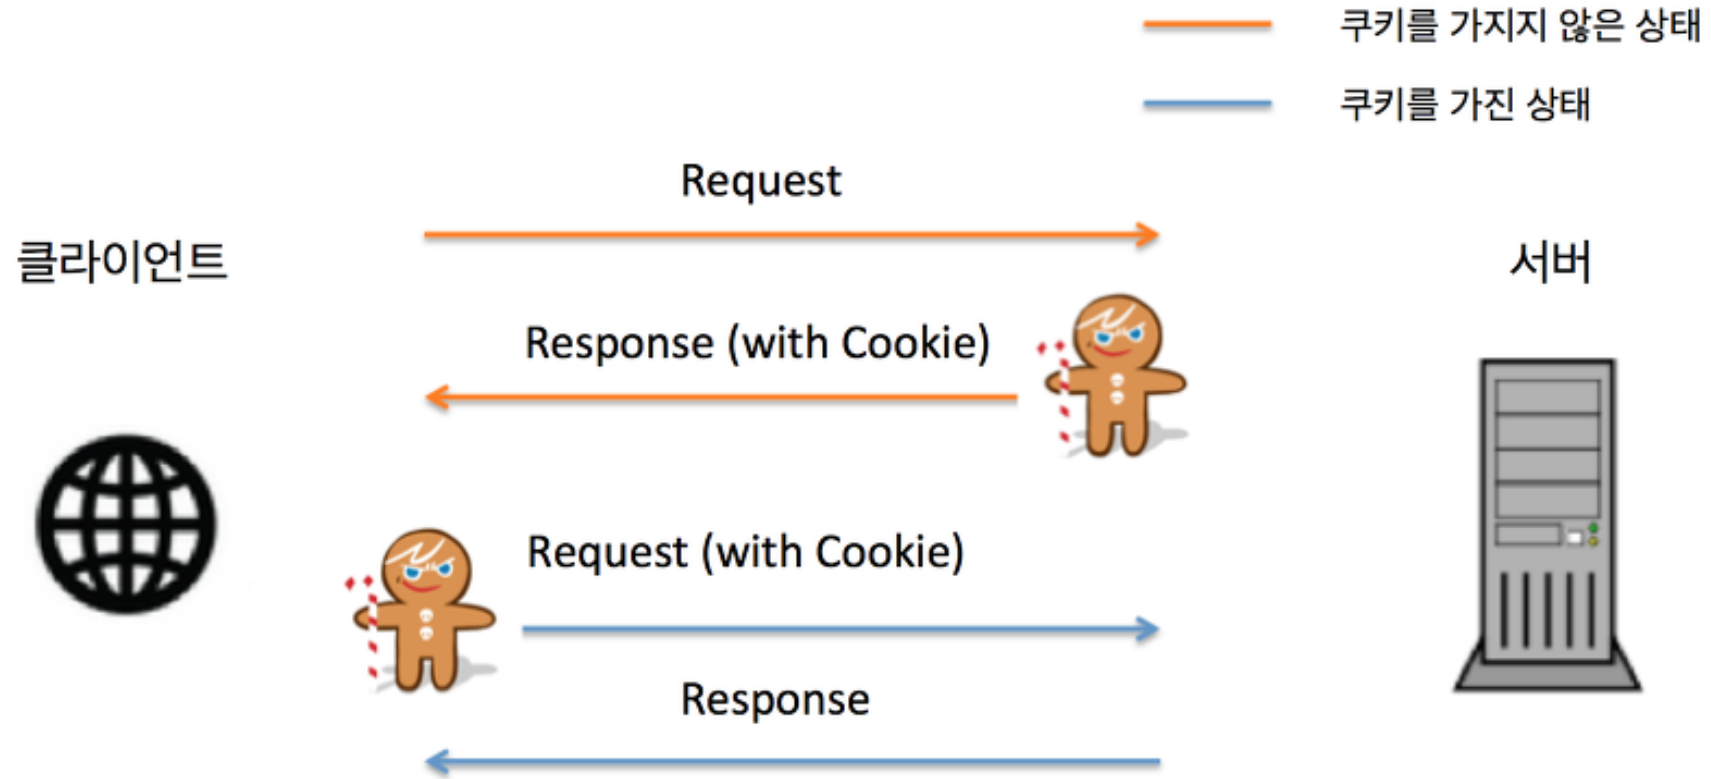 쿠키를 가지지 않은 상태
쿠키를 가진 상태
Request
클라이언트
서버
Response (with Cookie)
Request (with Cookie)
Response